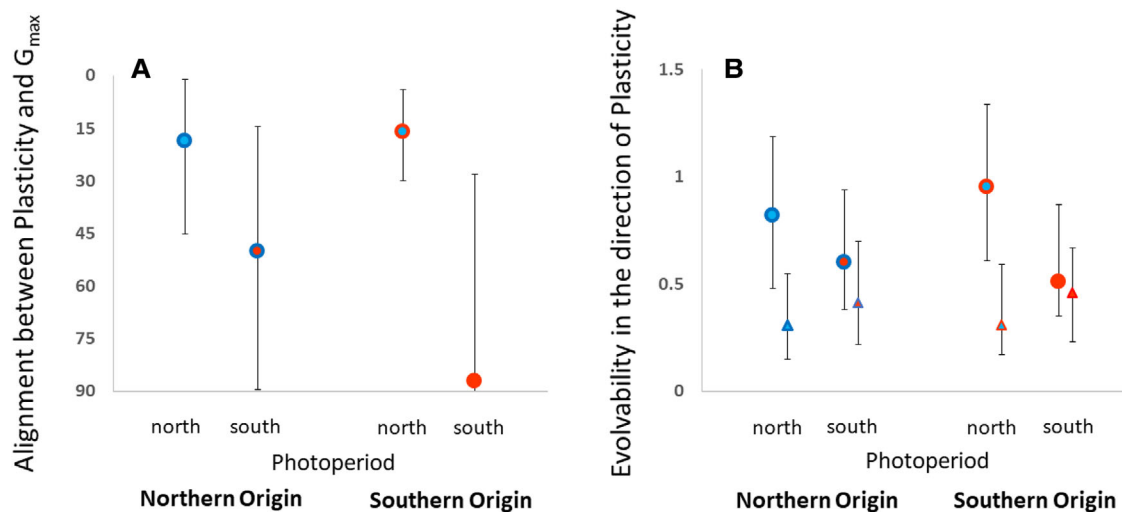 Alignment between Plasticity and Gmax
A
0
15
30
45
60
75
90
north south north south
Photoperiod
Northern Origin Southern Origin
Evolvability in the direction of Plasticity
B
1.5
1
0.5
0
north south north south
Photoperiod
Northern Origin Southern Origin